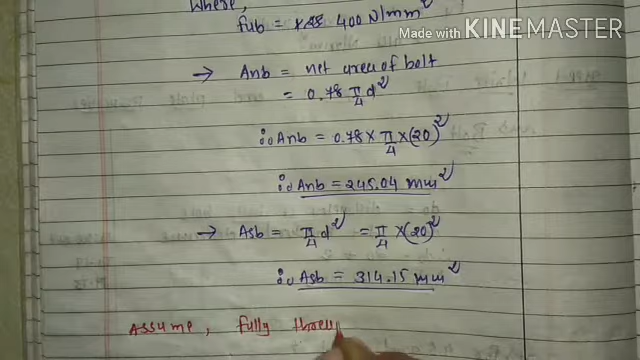 Where,
fub = 400 N/mm²
Made with KINEMASTER
→ Anb = net area of bolt
= 0.78 π/4 d²
∴ Anb = 0.78 × π/4 × (20)²
∴ Anb = 245.04 mm²
→ Asb = π/4 d² = π/4 × (20)²
∴ Asb = 314.15 mm²
Assume, fully threa